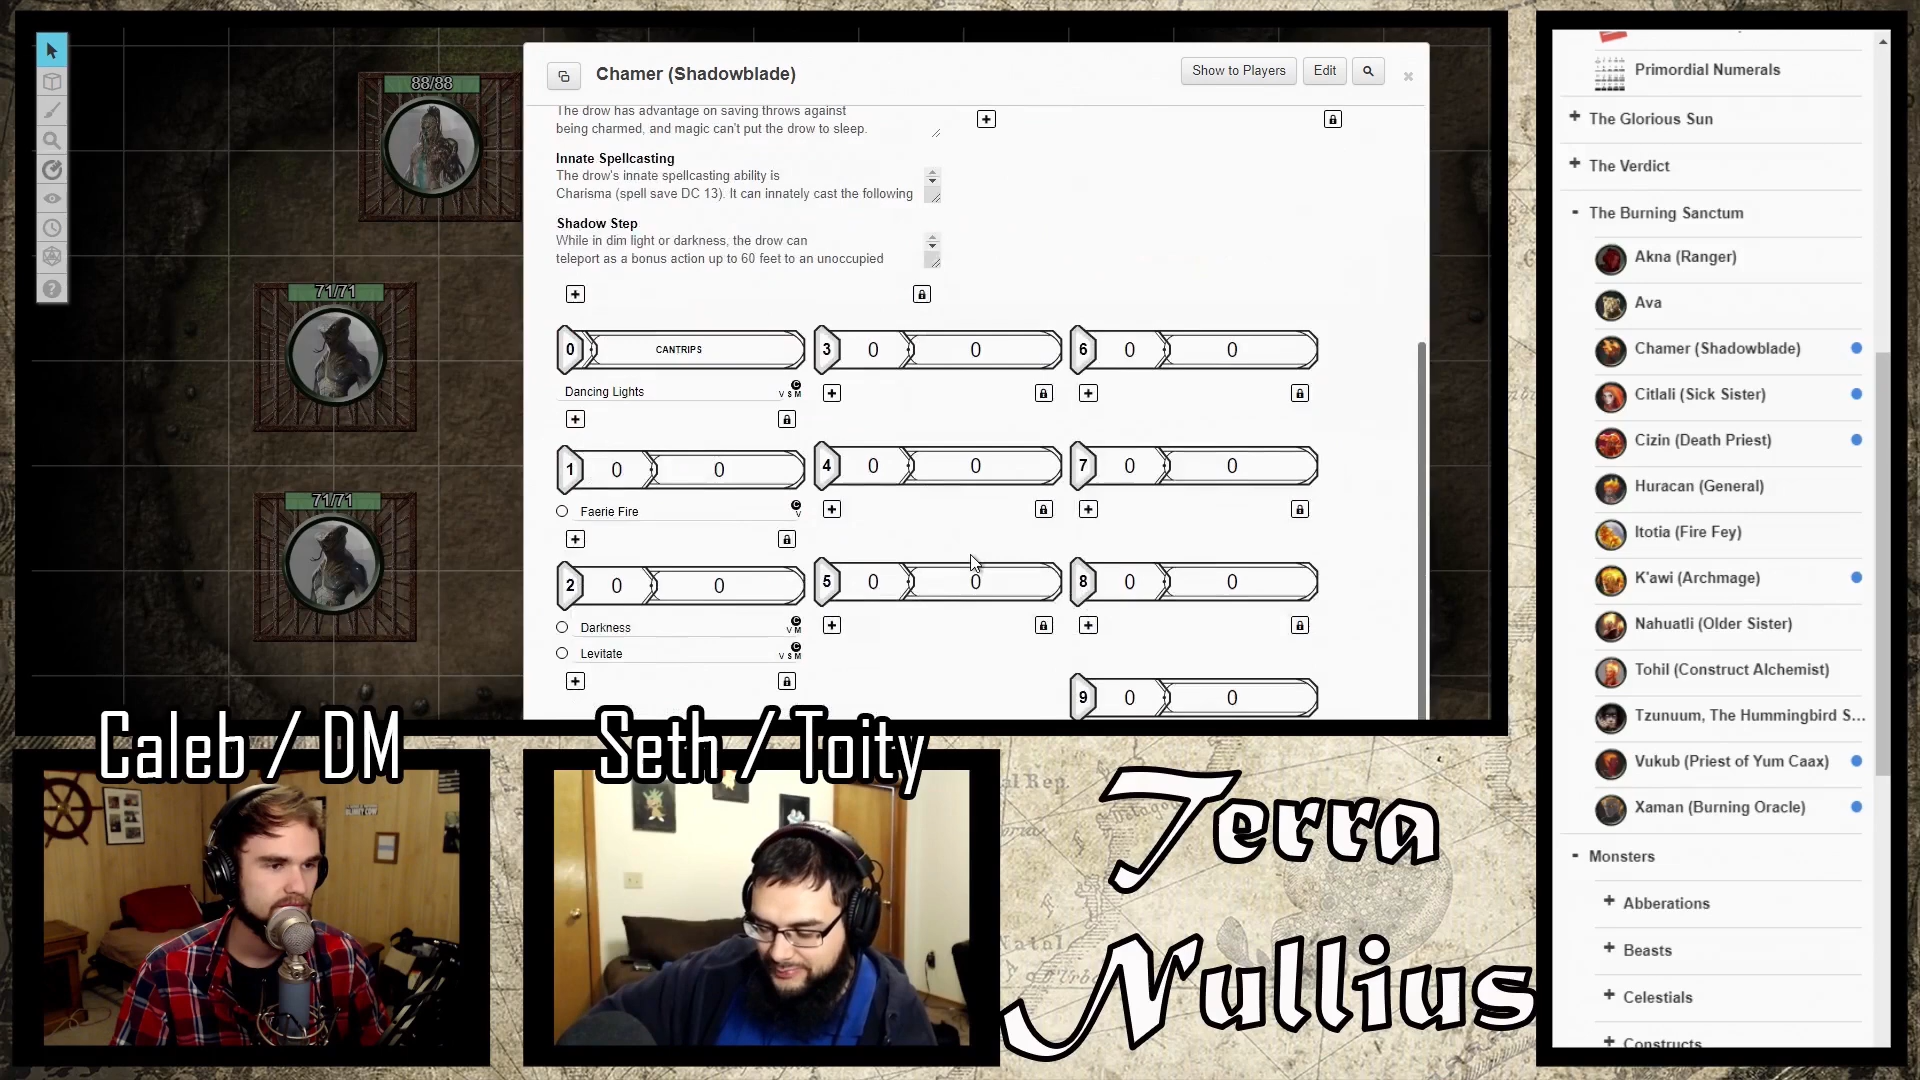 88/88
71/71
71/71
Chamer (Shadowblade)
Show to Players
Edit
The drow has advantage on saving throws against
being charmed, and magic can't put the drow to sleep.
Innate Spellcasting
The drow's innate spellcasting ability is
Charisma (spell save DC 13). It can innately cast the following
Shadow Step
While in dim light or darkness, the drow can
teleport as a bonus action up to 60 feet to an unoccupied
0 CANTRIPS
Dancing Lights
V S M
C
1 0 0
Faerie Fire
V
C
2 0 0
Darkness
V M
C
Levitate
V S M
C
3 0 0
4 0 0
5 0 0
6 0 0
7 0 0
8 0 0
9 0 0
Primordial Numerals
The Glorious Sun
The Verdict
The Burning Sanctum
Akna (Ranger)
Ava
Chamer (Shadowblade)
Citlali (Sick Sister)
Cizin (Death Priest)
Huracan (General)
Itotia (Fire Fey)
K'awi (Archmage)
Nahuatli (Older Sister)
Tohil (Construct Alchemist)
Tzunuum, The Hummingbird S...
Vukub (Priest of Yum Caax)
Xaman (Burning Oracle)
Monsters
Abberations
Beasts
Celestials
Constructs
Caleb / DM
Seth / Toity
Terra
Nullius
al Rep.
Natal